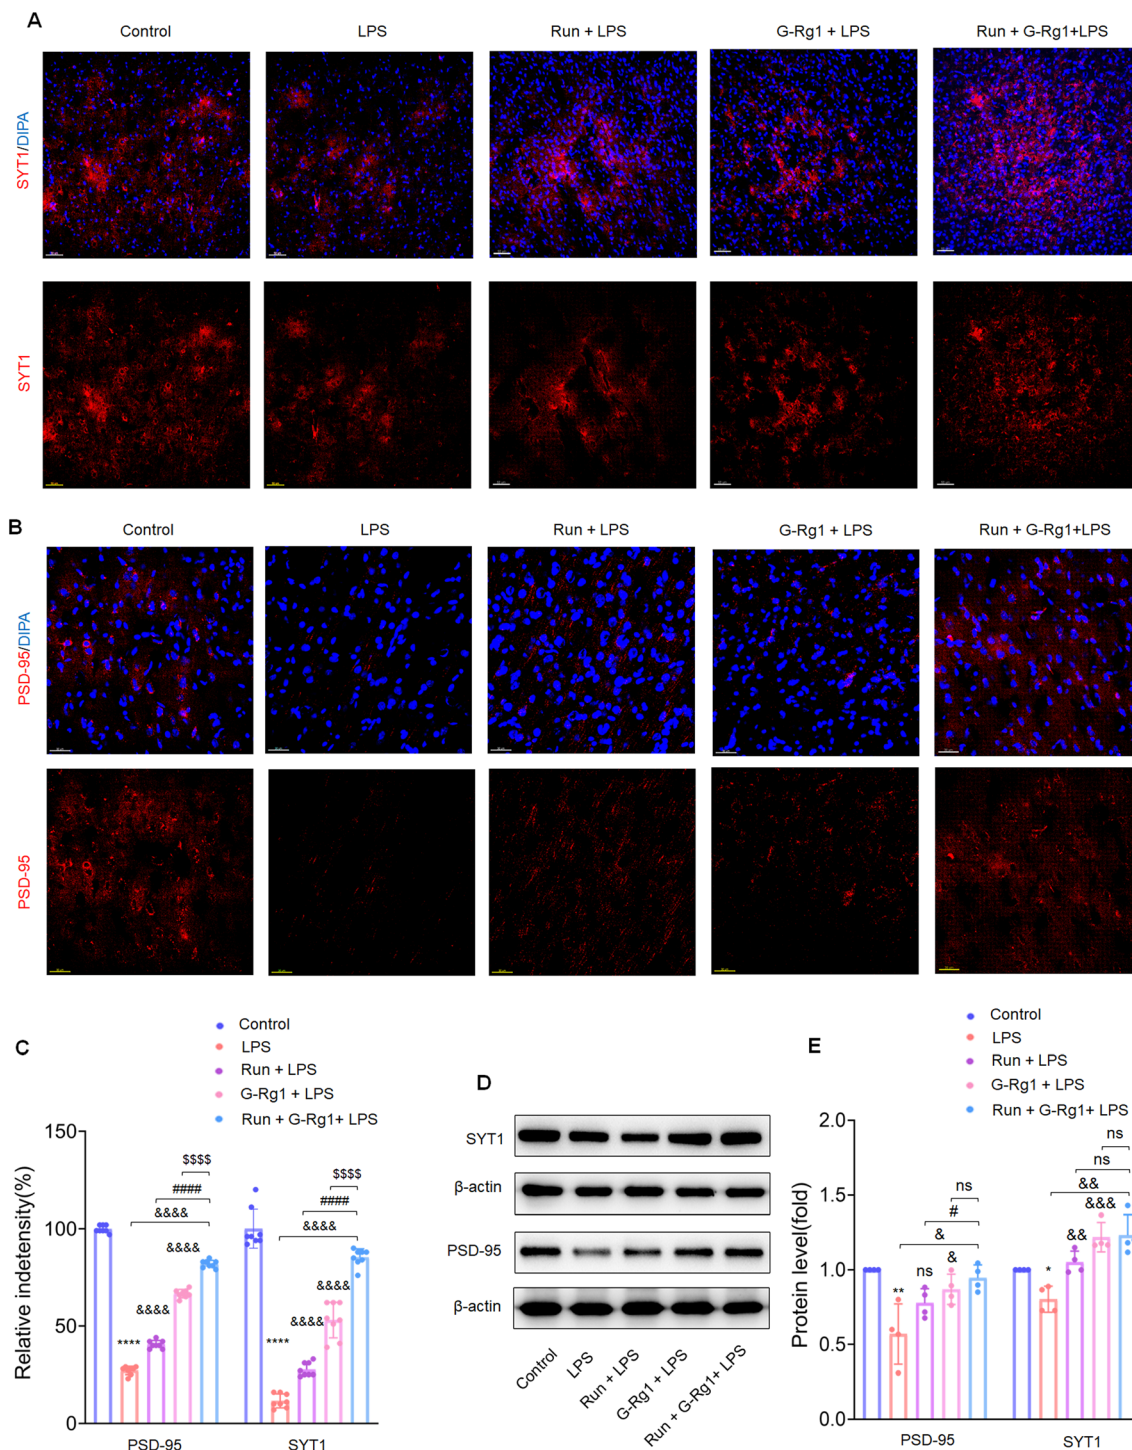 A
Control LPS Run + LPS G-Rg1 + LPS Run + G-Rg1+LPS
SYT1/DIPA
SYT1
B
Control LPS Run + LPS G-Rg1 + LPS Run + G-Rg1+LPS
PSD-95/DIPA
PSD-95
C
Control
LPS
Run + LPS
G-Rg1 + LPS
Run + G-Rg1+ LPS
Relative indetensity(%)
150
100
50
0
$$$$
####
&&&&
&&&&
&&&&
****
$$$$
####
&&&&
&&&&
&&&&
****
PSD-95 SYT1
D
SYT1
β-actin
PSD-95
β-actin
Control LPS Run + LPS G-Rg1 + LPS Run + G-Rg1+ LPS
E
Control
LPS
Run + LPS
G-Rg1 + LPS
Run + G-Rg1+ LPS
Protein level(fold)
2.0
1.5
1.0
0.5
0.0
ns
#
&
&
ns
**
ns
ns
&&
&&&
&&
*
PSD-95 SYT1